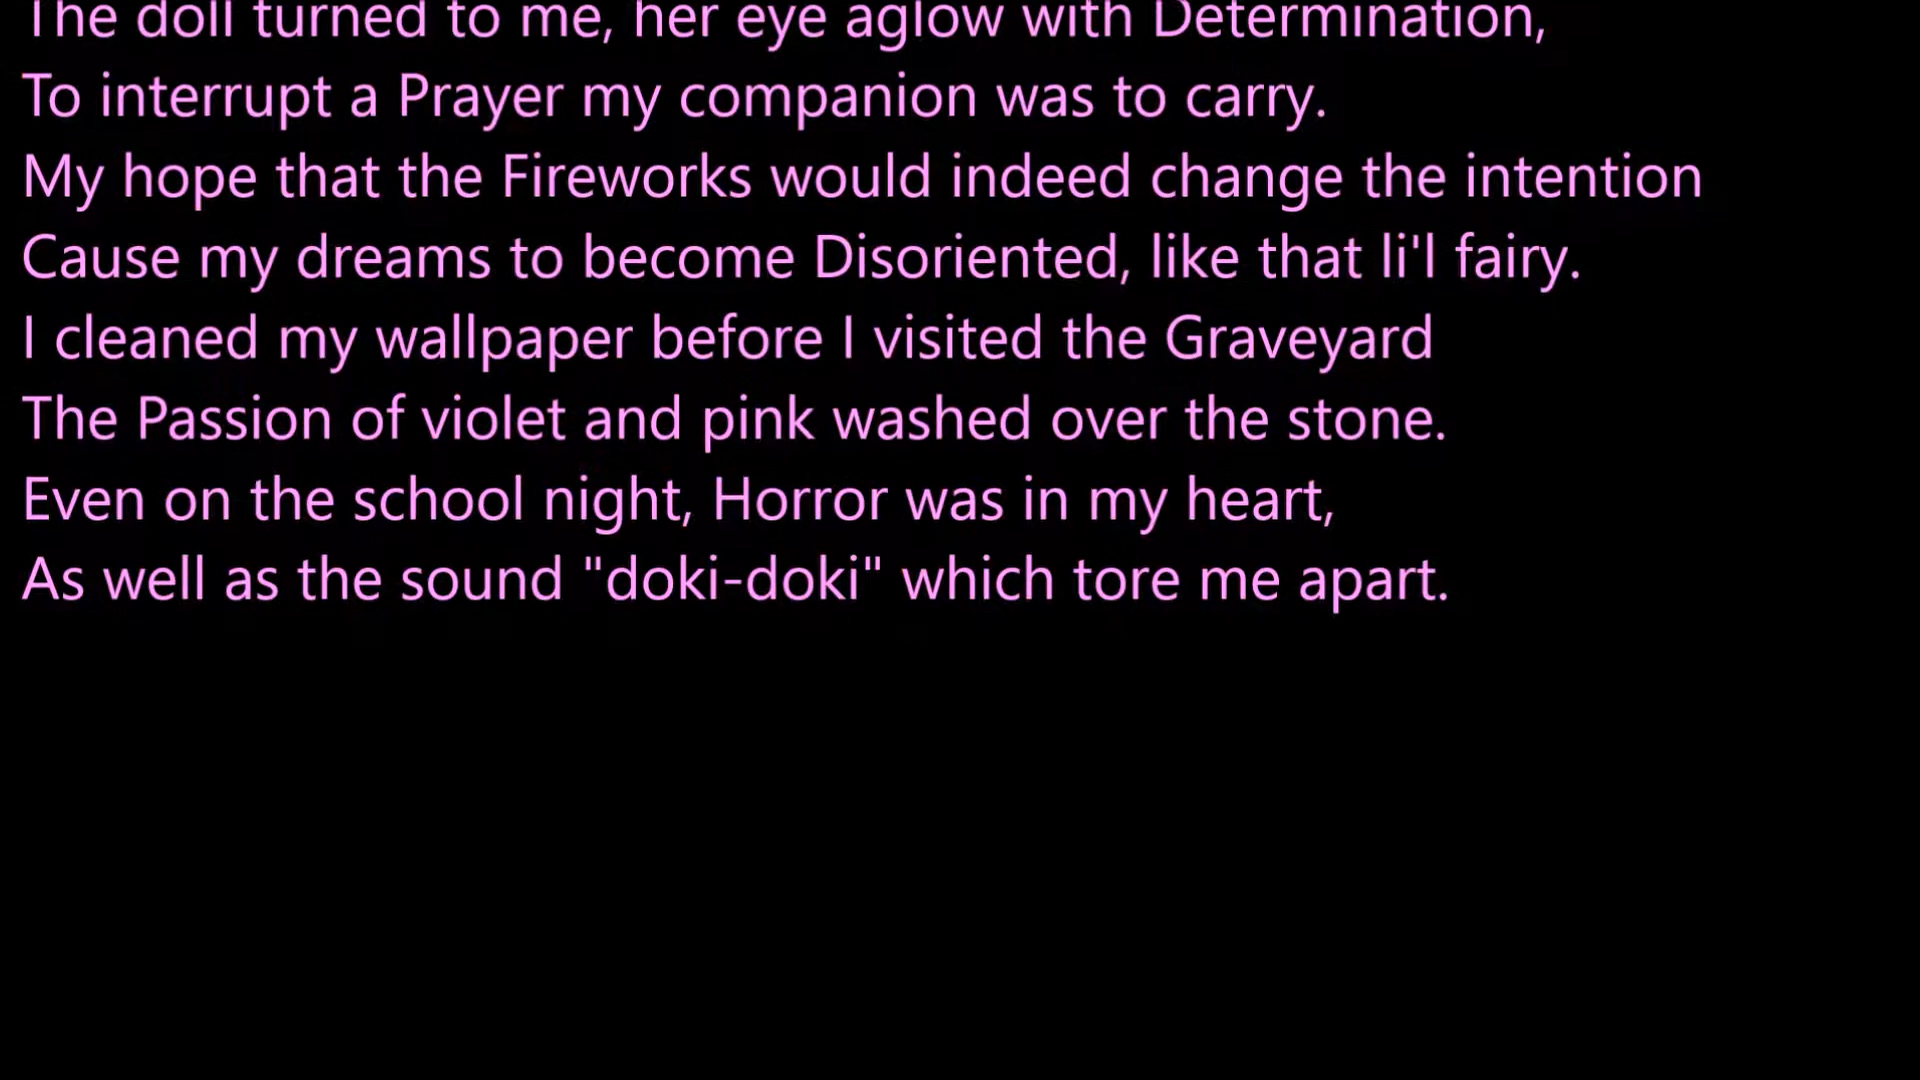 The doll turned to me, her eye aglow with Determination,
To interrupt a Prayer my companion was to carry.
My hope that the Fireworks would indeed change the intention
Cause my dreams to become Disoriented, like that li'l fairy.
I cleaned my wallpaper before I visited the Graveyard
The Passion of violet and pink washed over the stone.
Even on the school night, Horror was in my heart,
As well as the sound "doki-doki" which tore me apart.